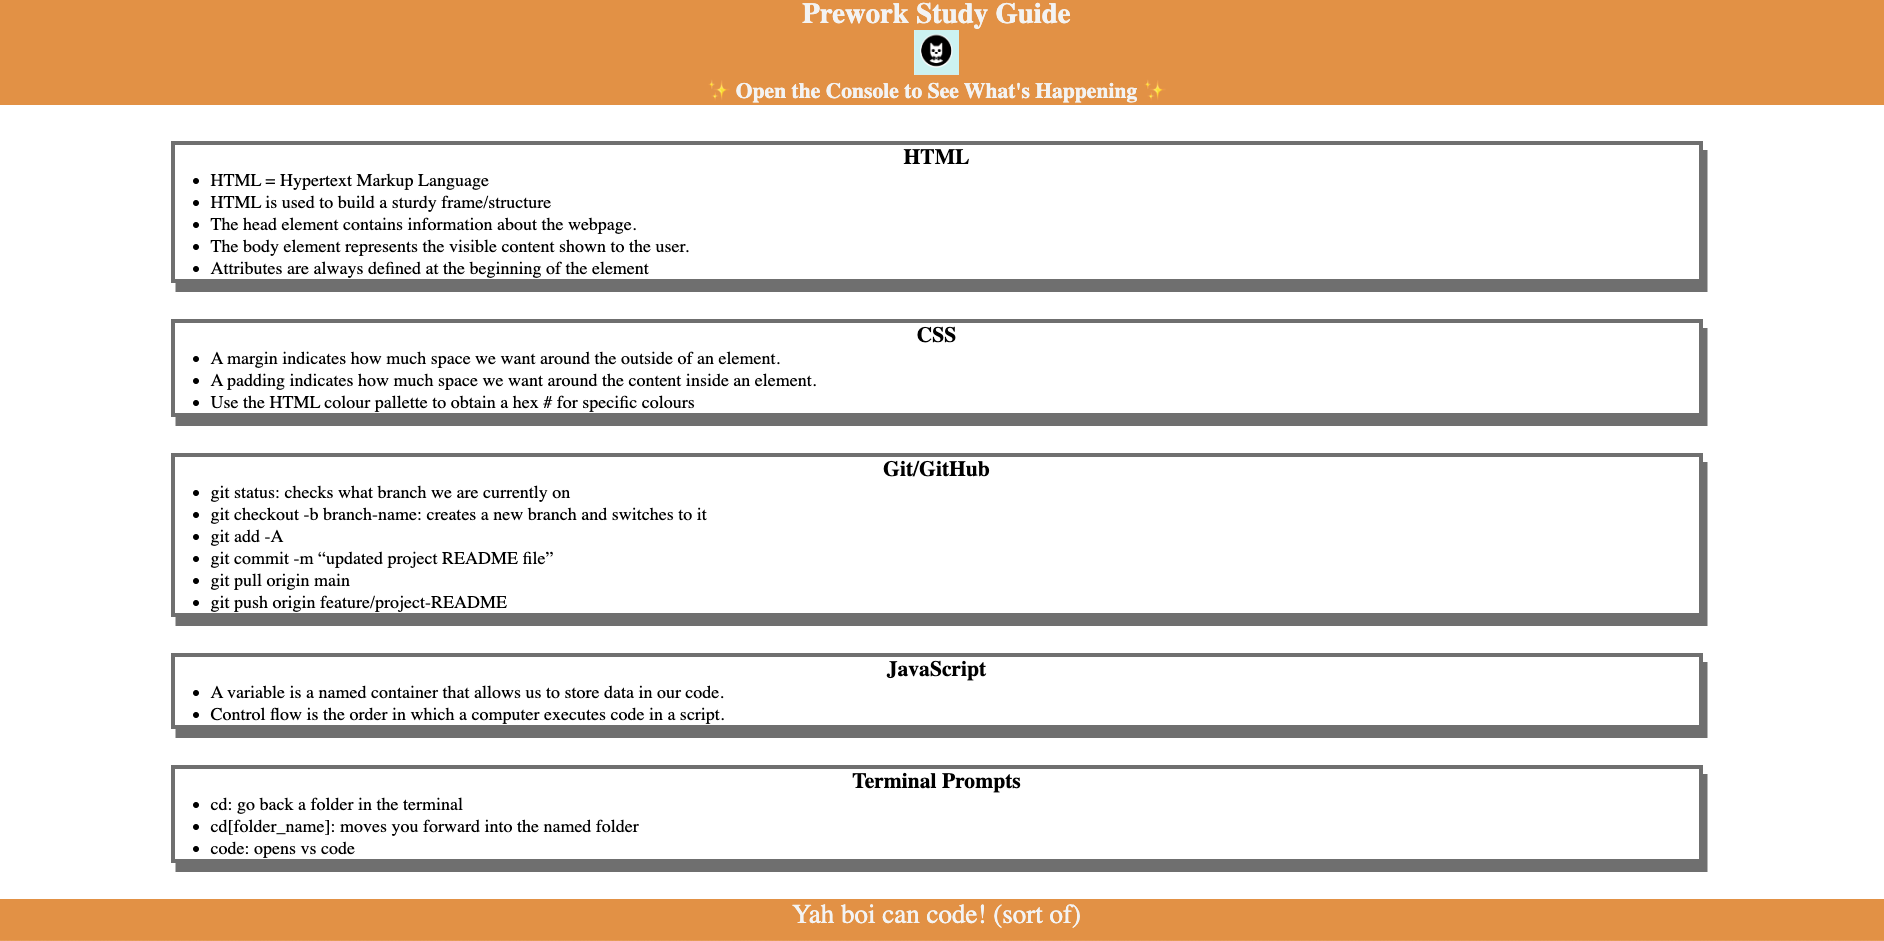 Prework Study Guide
✨ Open the Console to See What's Happening ✨
HTML
• HTML = Hypertext Markup Language
• HTML is used to build a sturdy frame/structure
• The head element contains information about the webpage.
• The body element represents the visible content shown to the user.
• Attributes are always defined at the beginning of the element
CSS
• A margin indicates how much space we want around the outside of an element.
• A padding indicates how much space we want around the content inside an element.
• Use the HTML colour pallette to obtain a hex # for specific colours
Git/GitHub
• git status: checks what branch we are currently on
• git checkout -b branch-name: creates a new branch and switches to it
• git add -A
• git commit -m “updated project README file”
• git pull origin main
• git push origin feature/project-README
JavaScript
• A variable is a named container that allows us to store data in our code.
• Control flow is the order in which a computer executes code in a script.
Terminal Prompts
• cd: go back a folder in the terminal
• cd[folder_name]: moves you forward into the named folder
• code: opens vs code
Yah boi can code! (sort of)